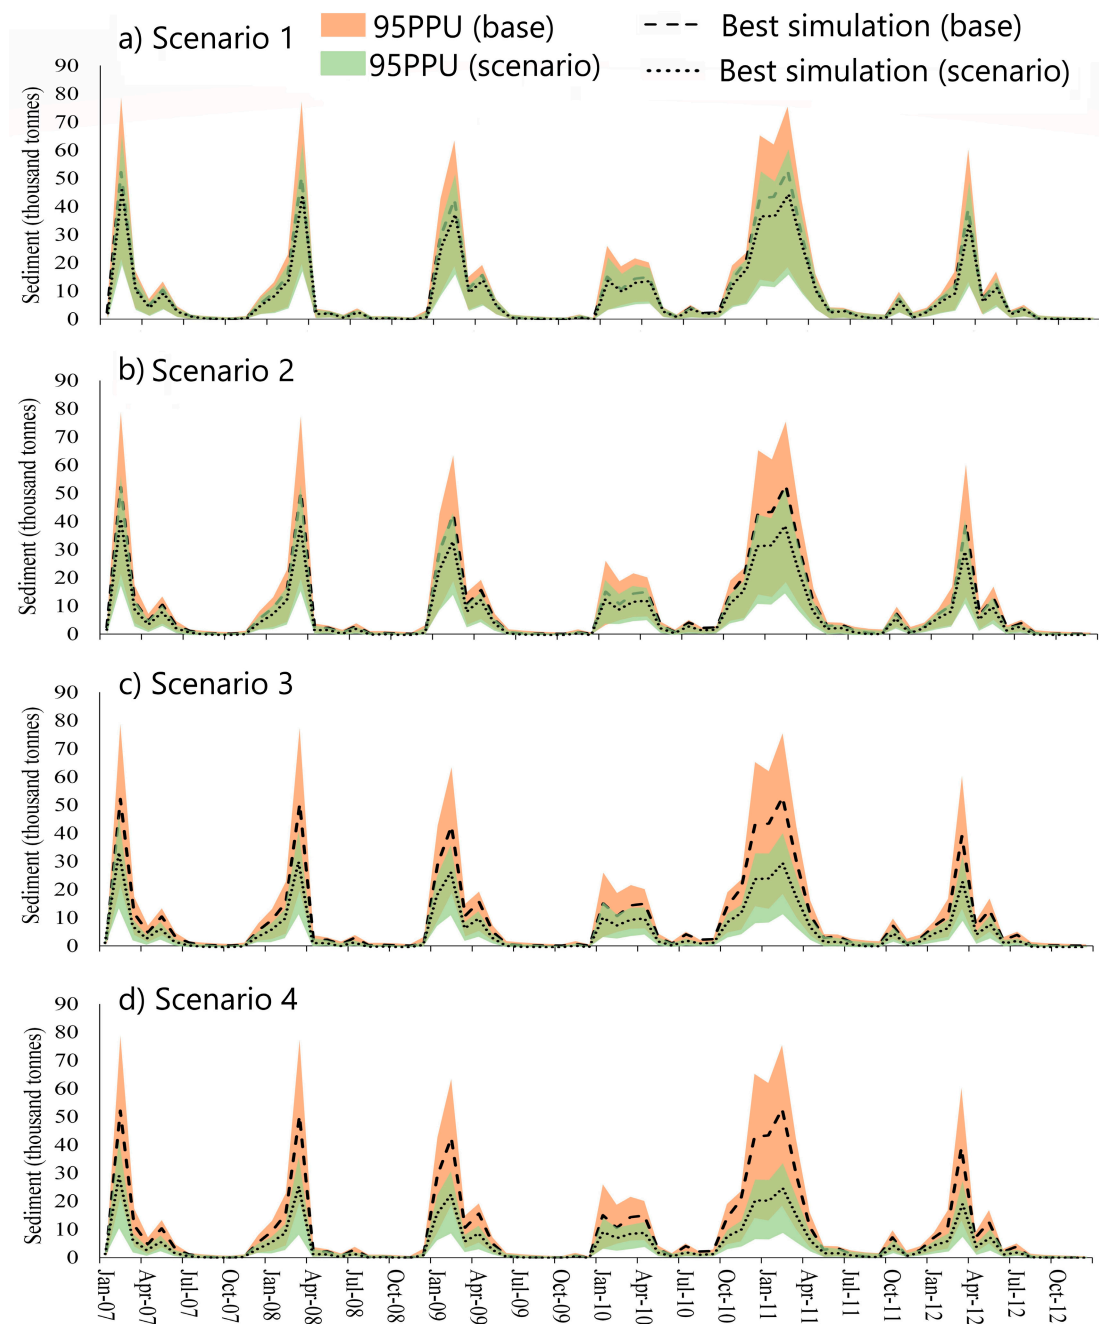 a) Scenario 1
95PPU (base)
Best simulation (base)
95PPU (scenario)
Best simulation (scenario)
Sediment (thousand tonnes)
90
80
70
60
50
40
30
20
10
0
b) Scenario 2
Sediment (thousand tonnes)
90
80
70
60
50
40
30
20
10
0
c) Scenario 3
Sediment (thousand tonnes)
90
80
70
60
50
40
30
20
10
0
d) Scenario 4
Sediment (thousand tonnes)
90
80
70
60
50
40
30
20
10
0
Jan-07
Apr-07
Jul-07
Oct-07
Jan-08
Apr-08
Jul-08
Oct-08
Jan-09
Apr-09
Jul-09
Oct-09
Jan-10
Apr-10
Jul-10
Oct-10
Jan-11
Apr-11
Jul-11
Oct-11
Jan-12
Apr-12
Jul-12
Oct-12